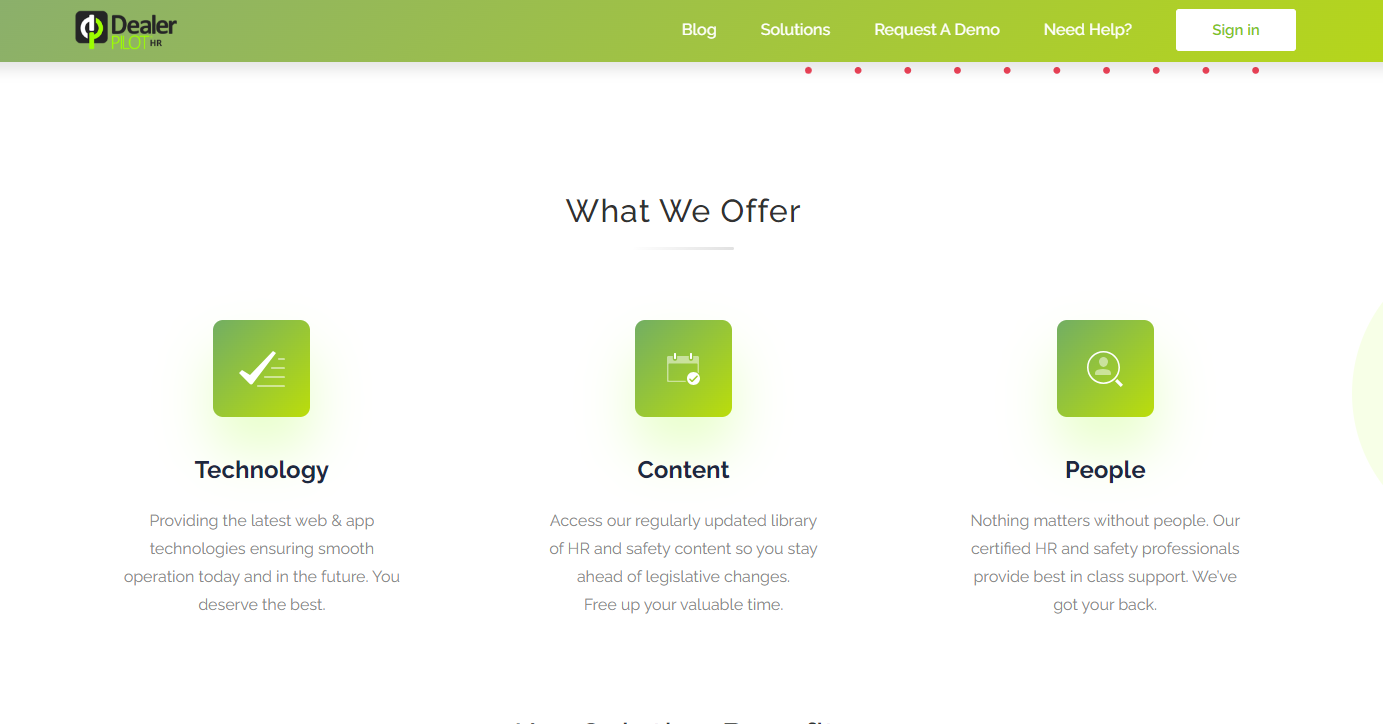 Dealer
PILOT HR
Blog Solutions Request A Demo Need Help? Sign in
What We Offer
Technology
Providing the latest web & app
technologies ensuring smooth
operation today and in the future. You
deserve the best.
Content
Access our regularly updated library
of HR and safety content so you stay
ahead of legislative changes.
Free up your valuable time.
People
Nothing matters without people. Our
certified HR and safety professionals
provide best in class support. We've
got your back.